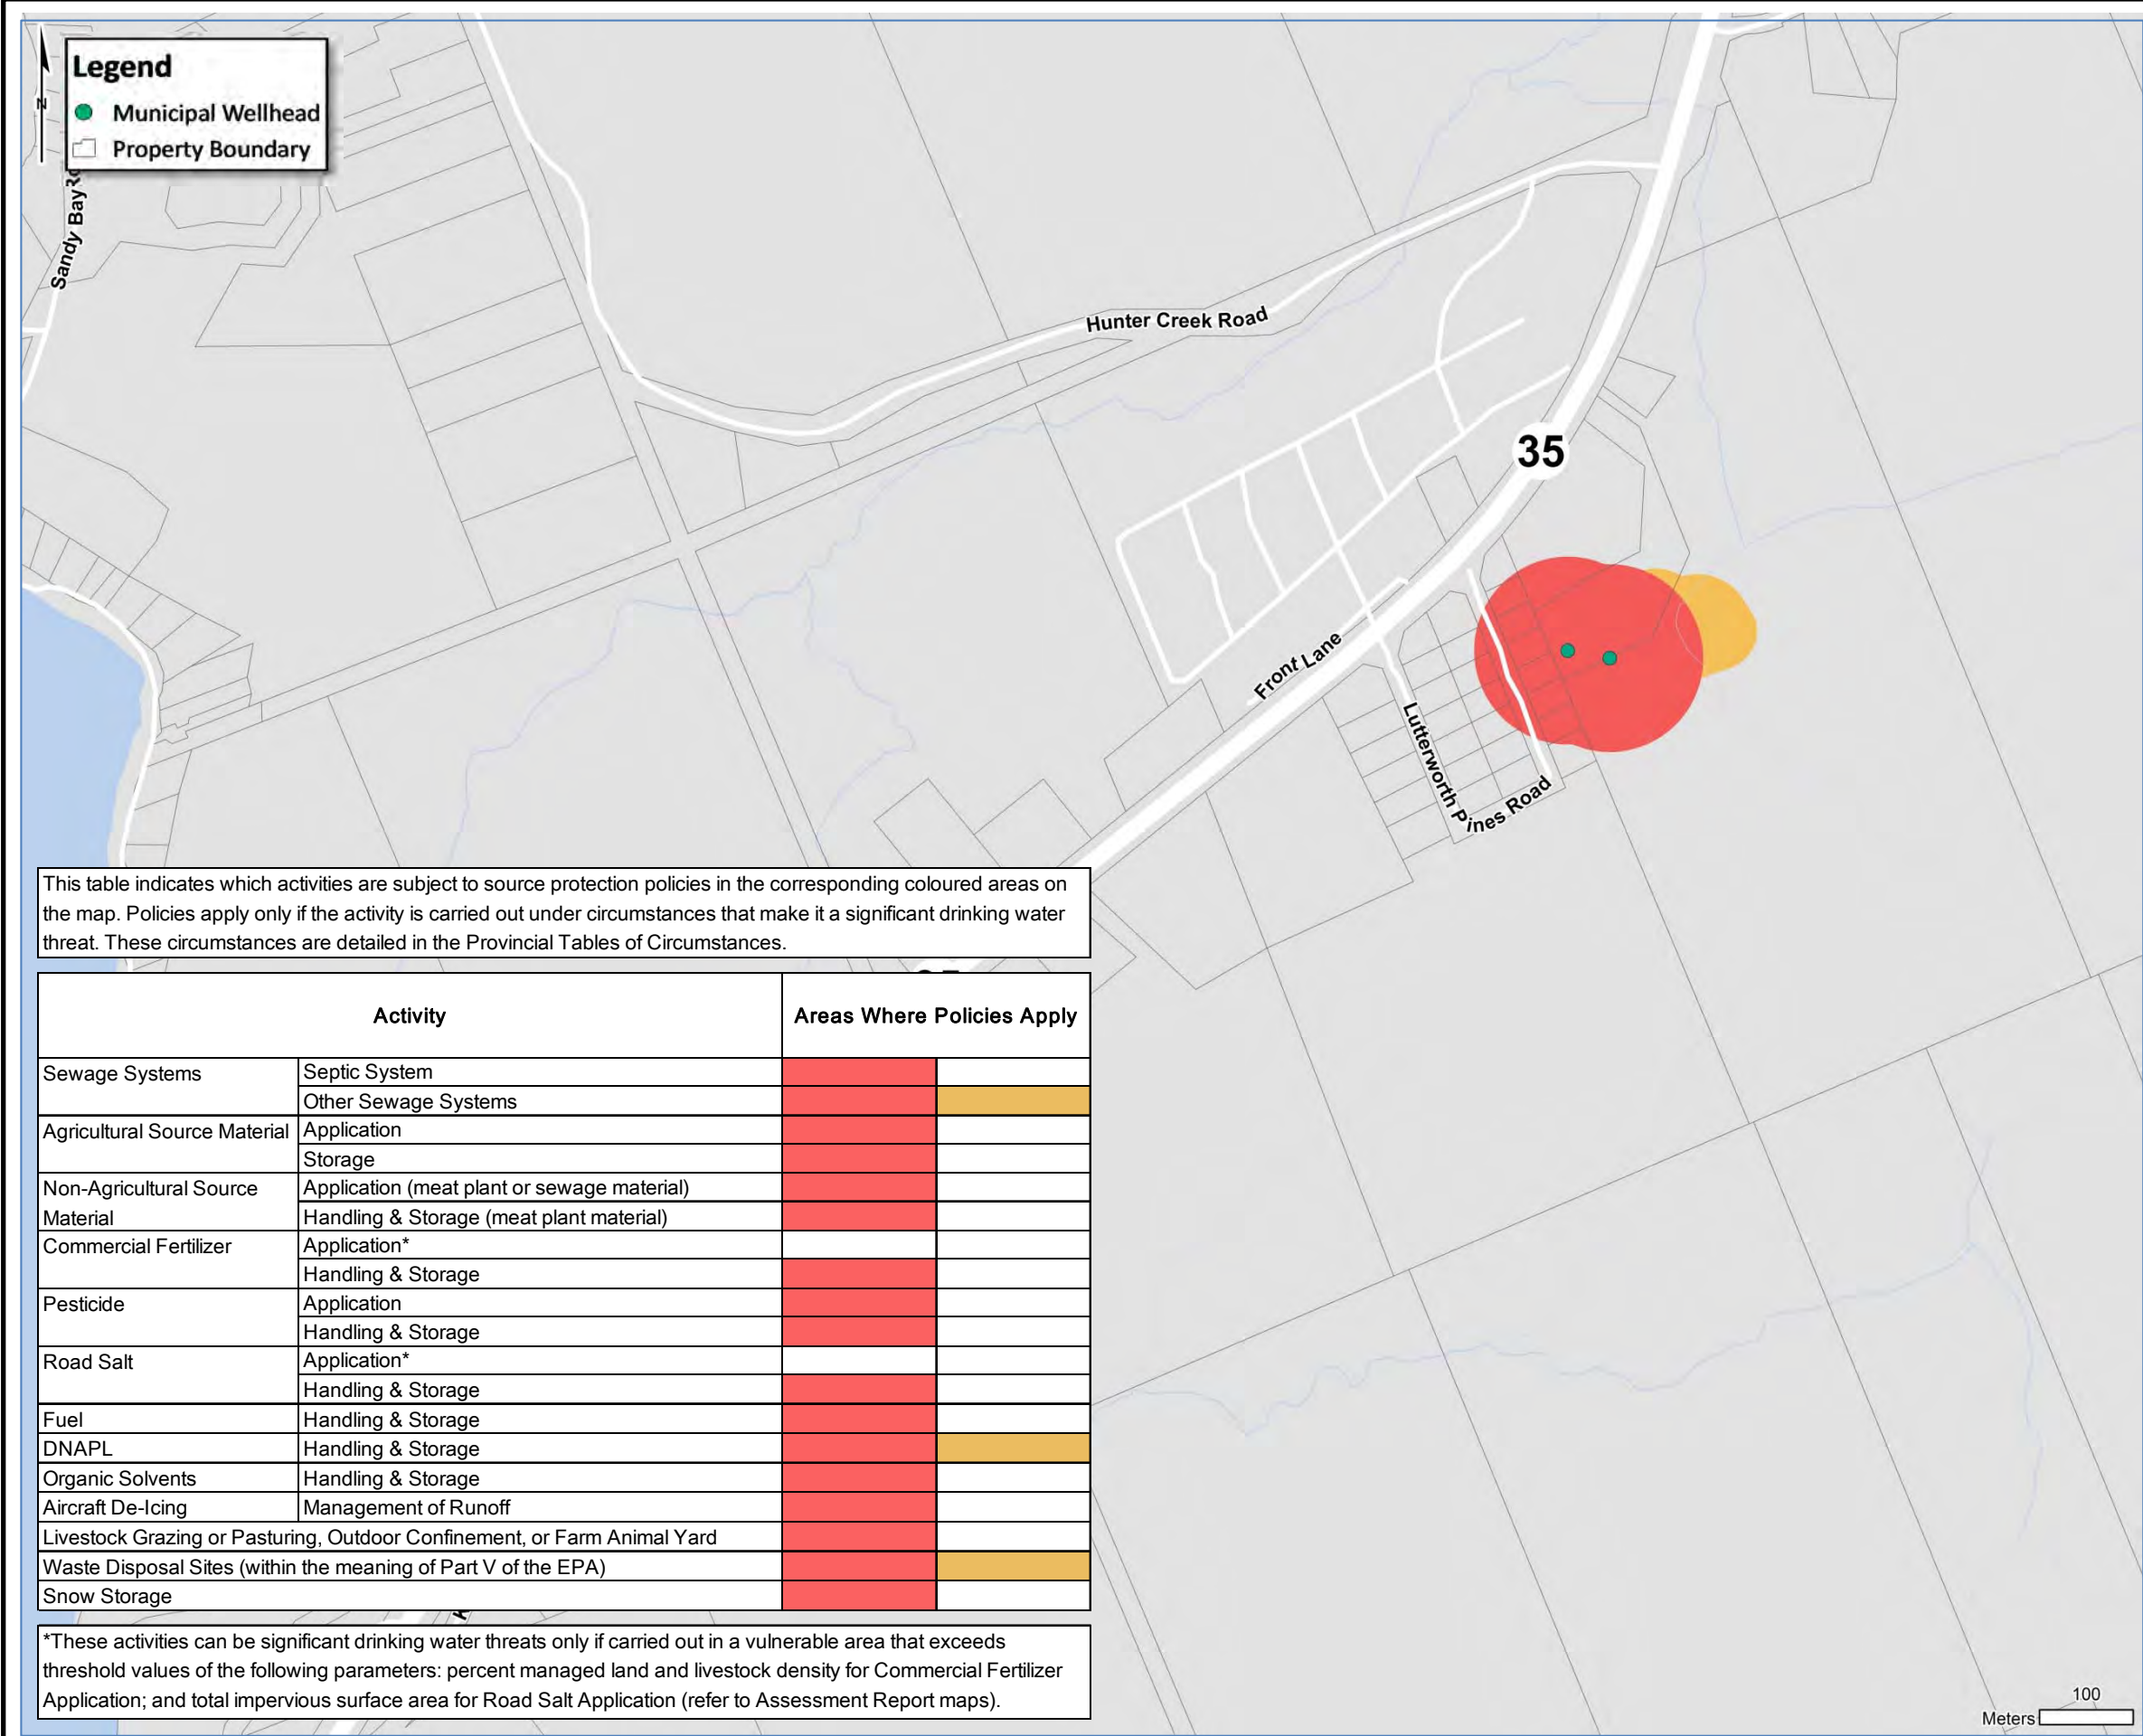 Legend
N
Municipal Wellhead
Property Boundary
Sandy Bay
Hunter Creek Road
35
Front Lane
Lutterworth Pines Road
This table indicates which activities are subject to source protection policies in the corresponding coloured areas on
the map. Policies apply only if the activity is carried out under circumstances that make it a significant drinking water
threat. These circumstances are detailed in the Provincial Tables of Circumstances.
Activity Areas Where Policies Apply
Sewage Systems Septic System
Other Sewage Systems
Agricultural Source Material Application
Storage
Non-Agricultural Source Application (meat plant or sewage material)
Material Handling & Storage (meat plant material)
Commercial Fertilizer Application*
Handling & Storage
Pesticide Application
Handling & Storage
Road Salt Application*
Handling & Storage
Fuel Handling & Storage
DNAPL Handling & Storage
Organic Solvents Handling & Storage
Aircraft De-Icing Management of Runoff
Livestock Grazing or Pasturing, Outdoor Confinement, or Farm Animal Yard
Waste Disposal Sites (within the meaning of Part V of the EPA)
Snow Storage
*These activities can be significant drinking water threats only if carried out in a vulnerable area that exceeds
threshold values of the following parameters: percent managed land and livestock density for Commercial Fertilizer
Application; and total impervious surface area for Road Salt Application (refer to Assessment Report maps).
100
Meters